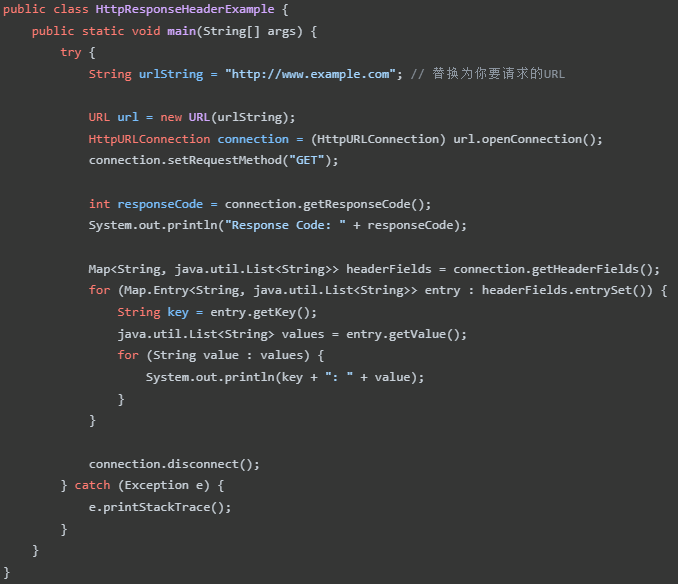 public class HttpResponseHeaderExample {
    public static void main(String[] args) {
        try {
            String urlString = "http://www.example.com"; // 替换为你要请求的URL

            URL url = new URL(urlString);
            HttpURLConnection connection = (HttpURLConnection) url.openConnection();
            connection.setRequestMethod("GET");

            int responseCode = connection.getResponseCode();
            System.out.println("Response Code: " + responseCode);

            Map<String, java.util.List<String>> headerFields = connection.getHeaderFields();
            for (Map.Entry<String, java.util.List<String>> entry : headerFields.entrySet()) {
                String key = entry.getKey();
                java.util.List<String> values = entry.getValue();
                for (String value : values) {
                    System.out.println(key + ": " + value);
                }
            }

            connection.disconnect();
        } catch (Exception e) {
            e.printStackTrace();
        }
    }
}